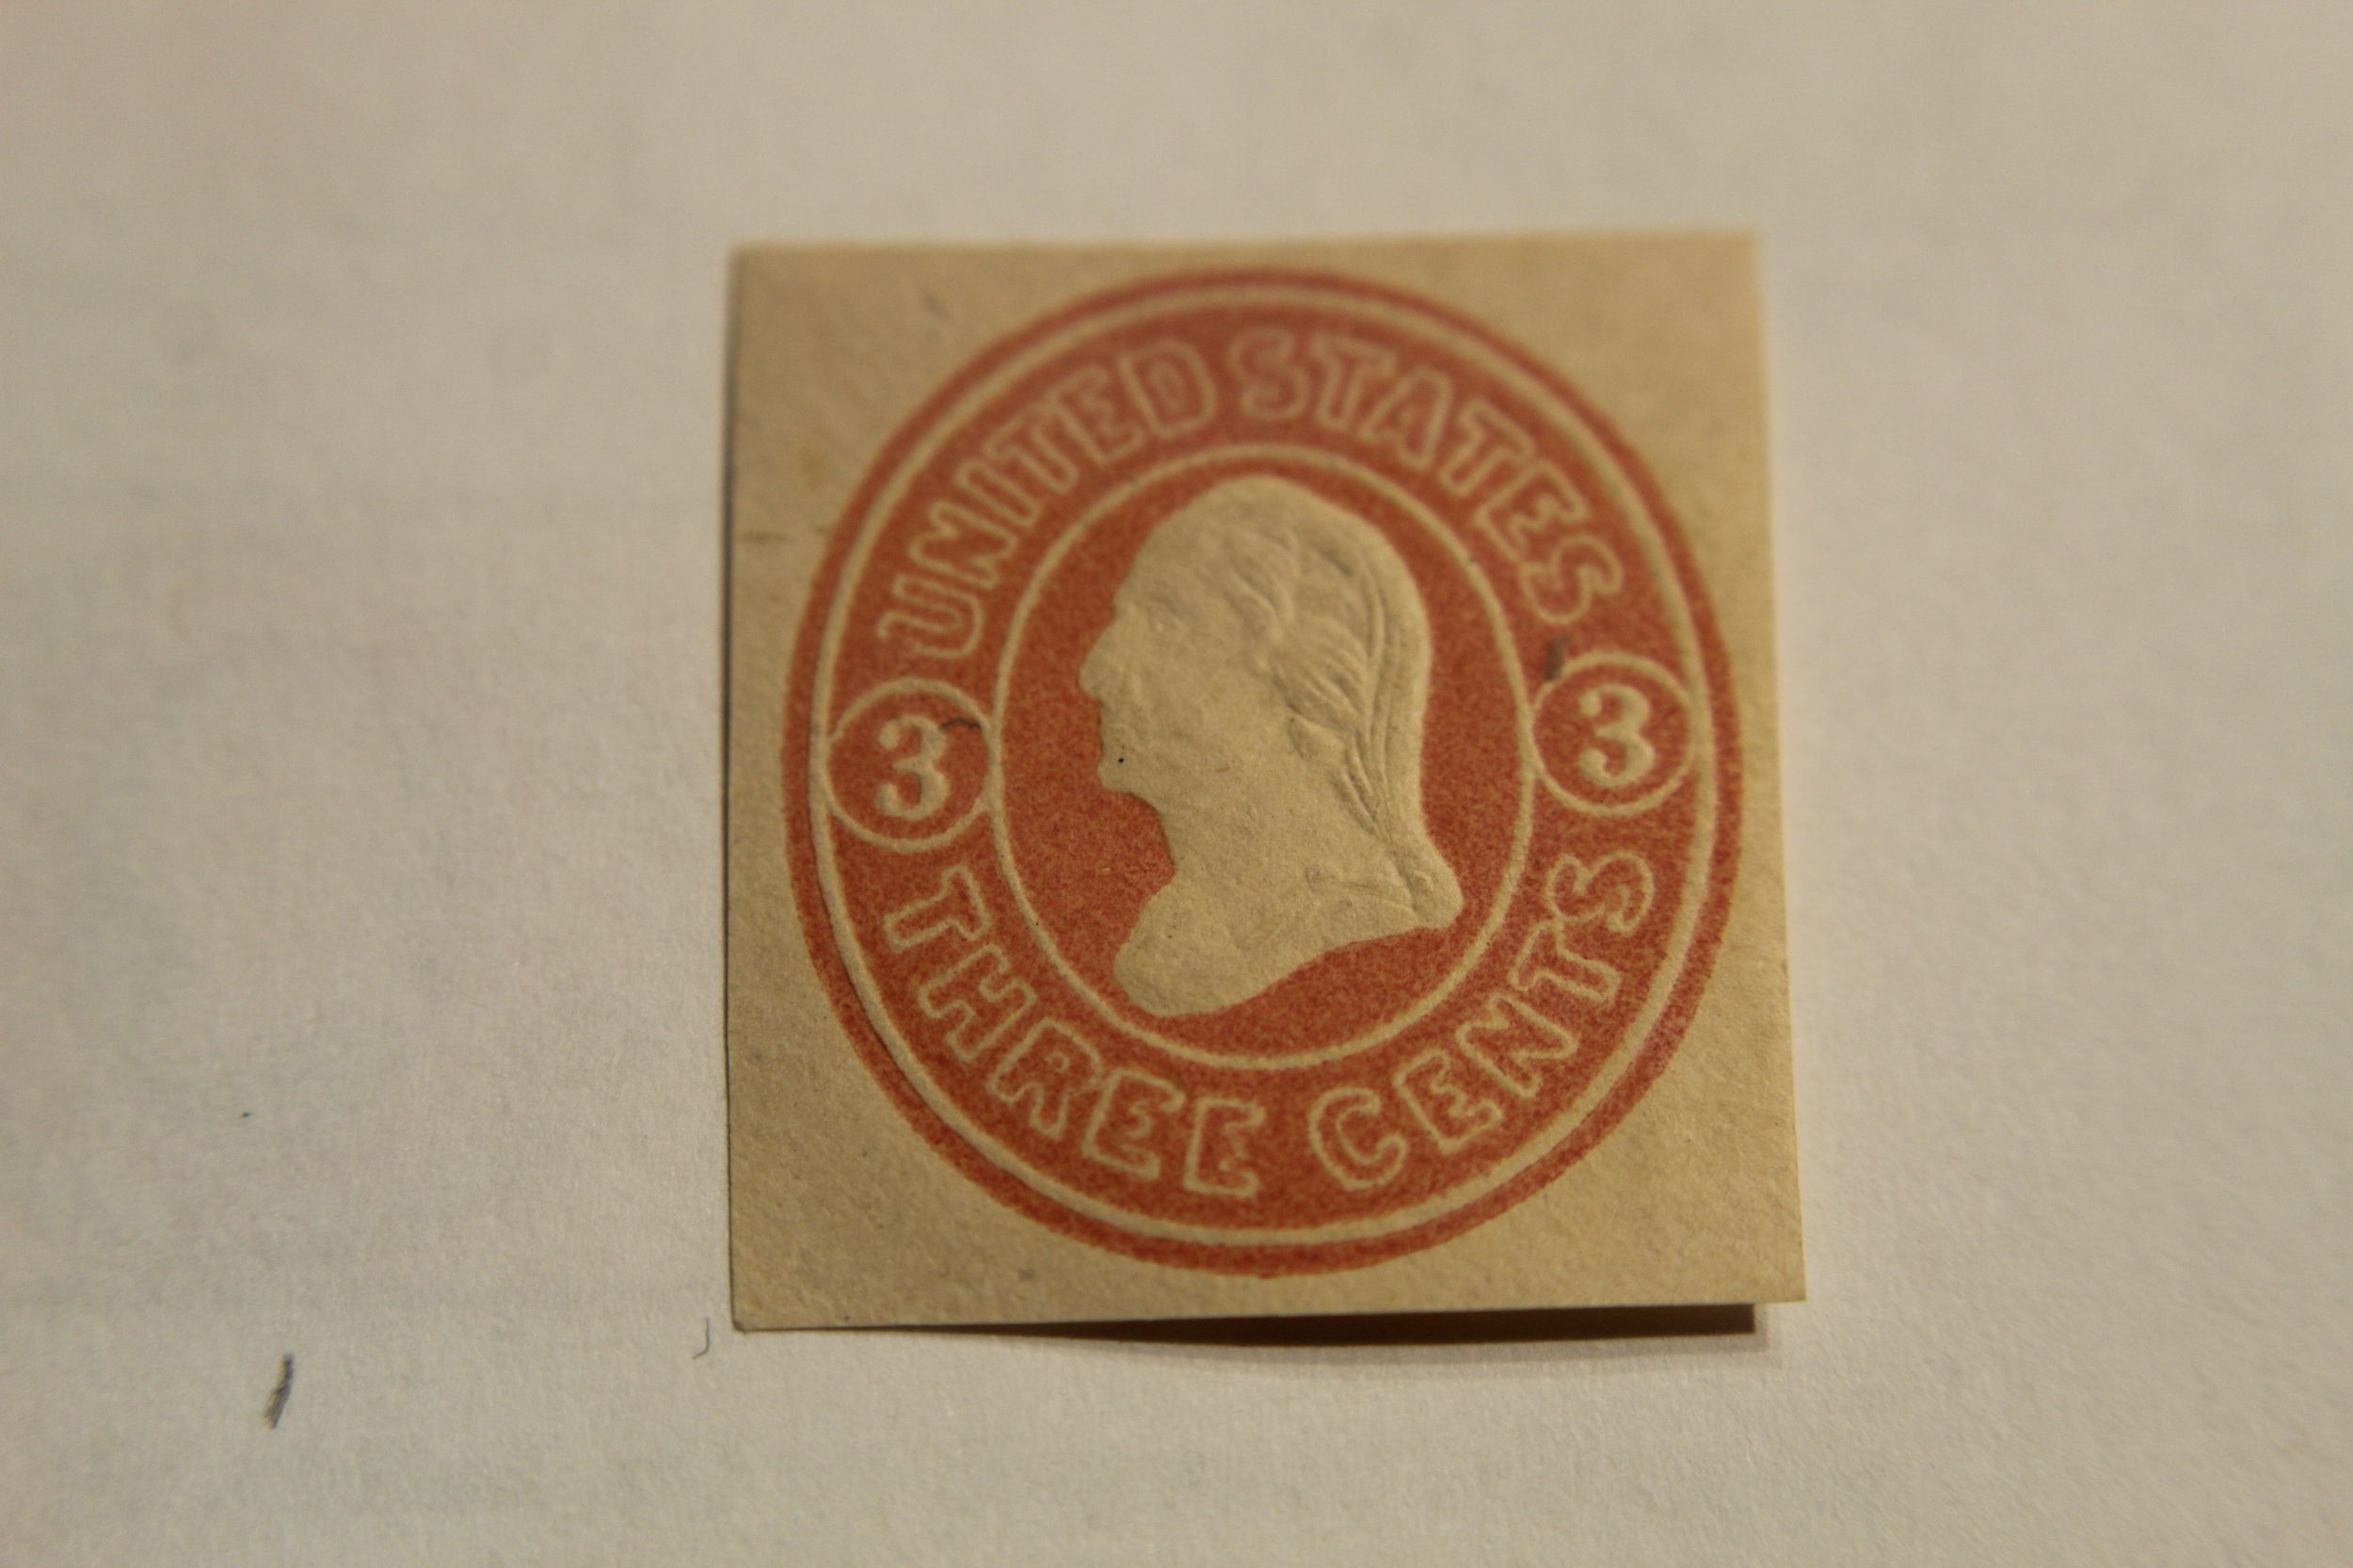 UNITED STATES
3 3
THREE CENTS